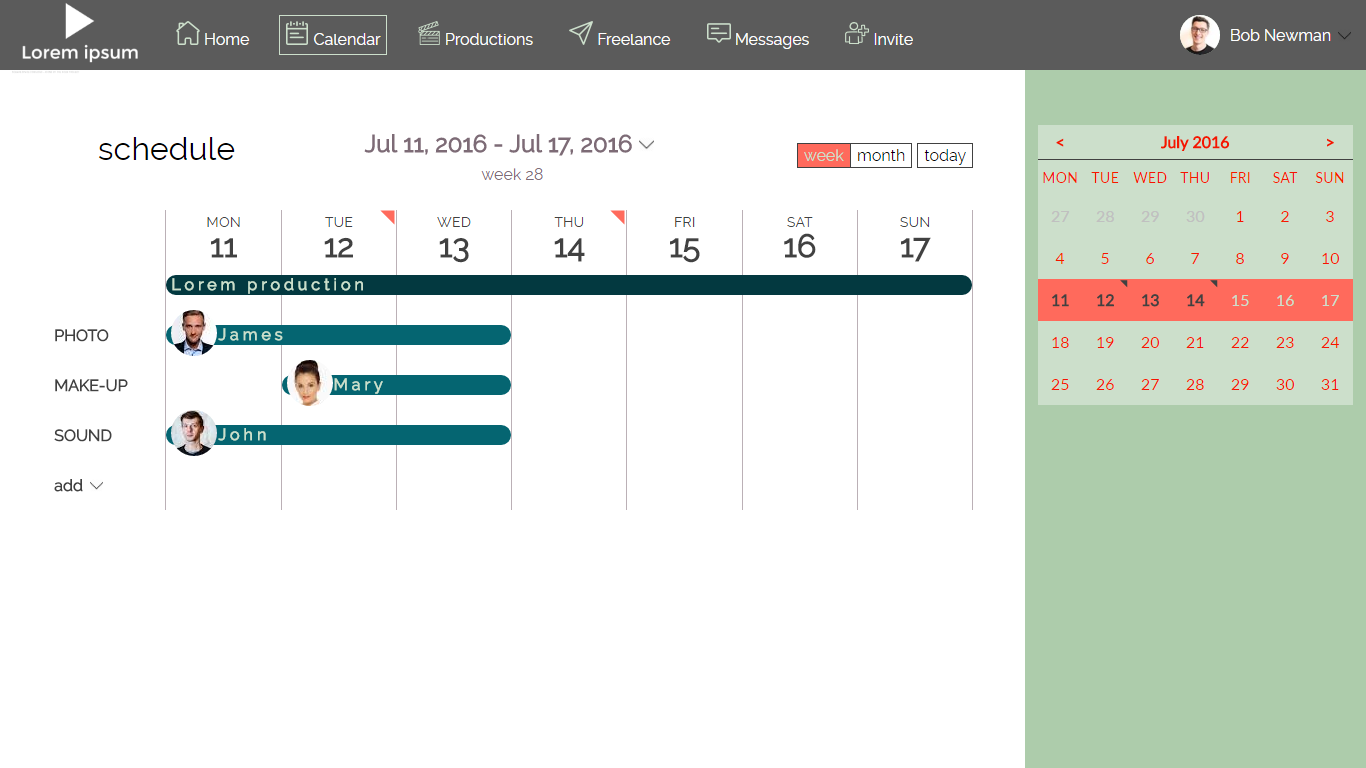 Lorem ipsum
Home
Calendar
Productions
Freelance
Messages
Invite
Bob Newman
schedule
Jul 11, 2016 - Jul 17, 2016
week 28
week
month
today
MON TUE WED THU FRI SAT SUN
11 12 13 14 15 16 17
Lorem production
PHOTO
James
MAKE-UP
Mary
SOUND
John
add
< July 2016 >
MON TUE WED THU FRI SAT SUN
27 28 29 30 1 2 3
4 5 6 7 8 9 10
11 12 13 14 15 16 17
18 19 20 21 22 23 24
25 26 27 28 29 30 31